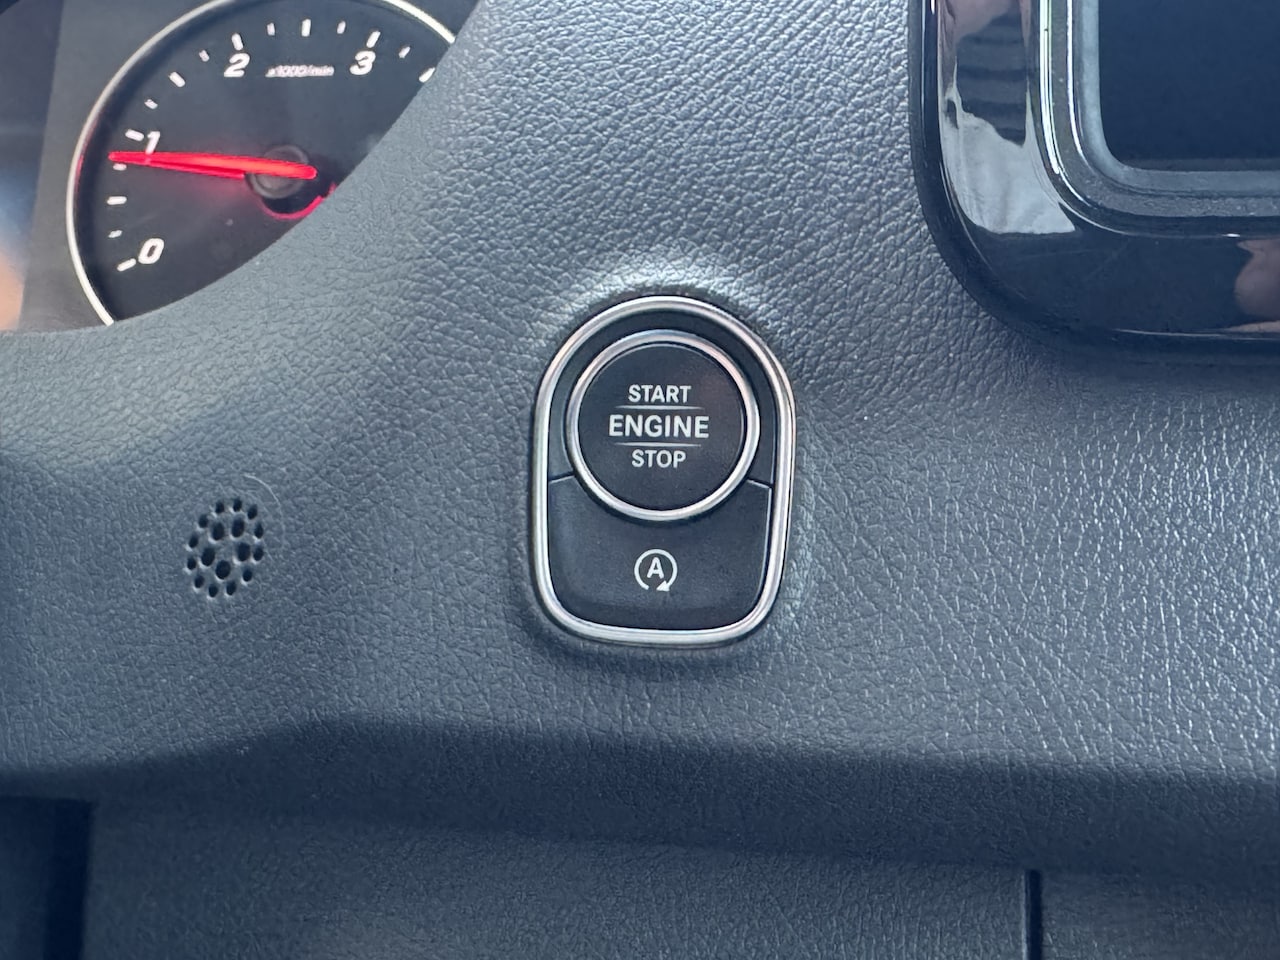 2 x1000/min 3
1
0
START
ENGINE
STOP
A